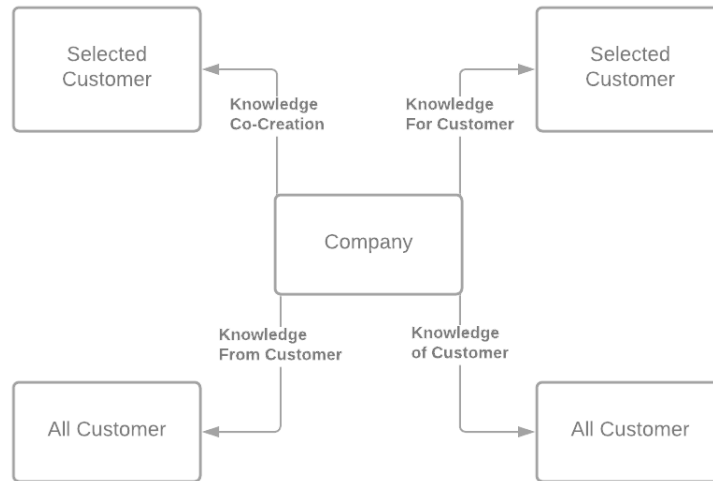 Selected
Customer
Selected
Customer
Knowledge
Co-Creation
Knowledge
For Customer
Company
Knowledge
From Customer
Knowledge
of Customer
All Customer
All Customer